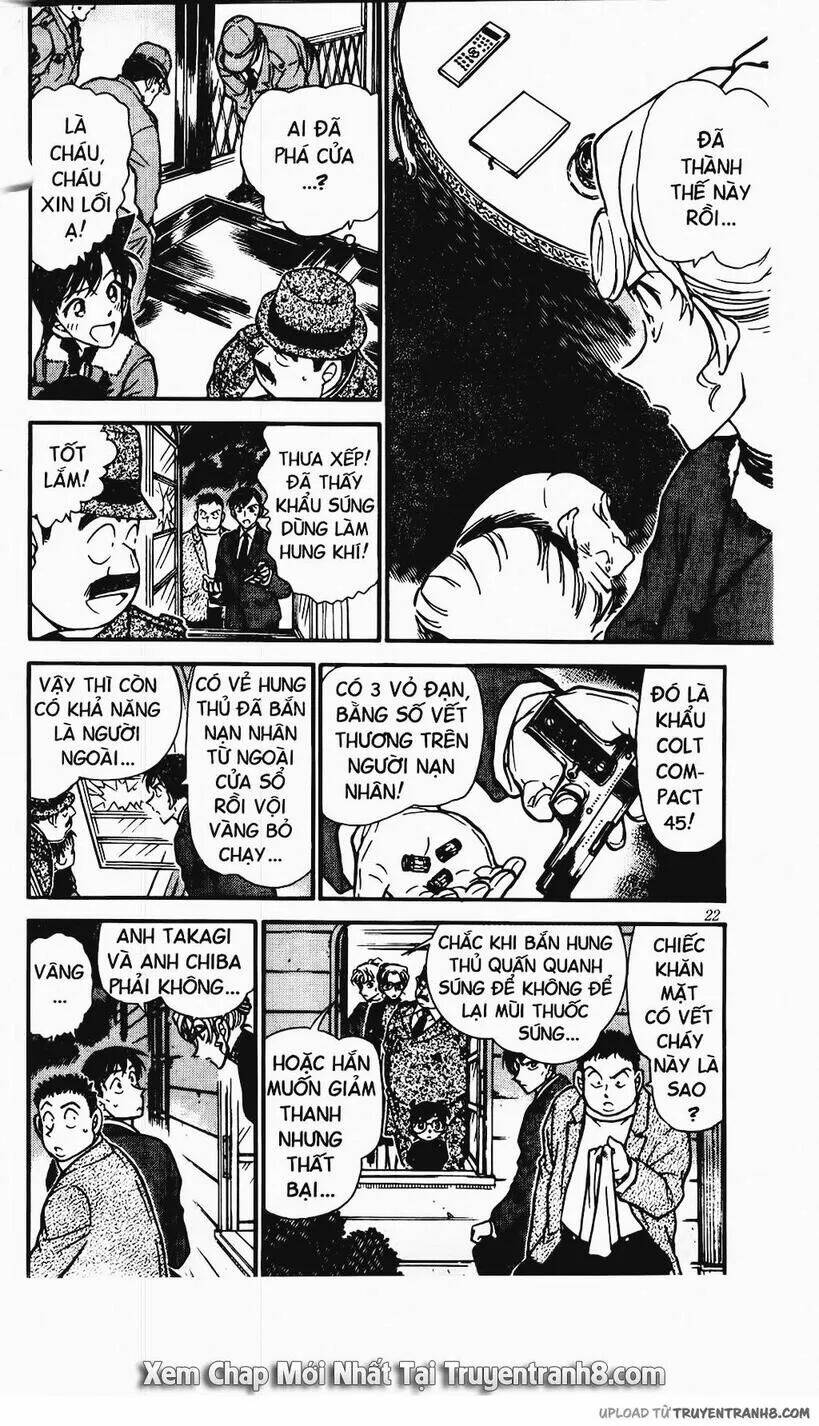 ĐÃ
THÀNH
THẾ NÀY
RỒI...
AI ĐÃ
PHÁ CỬA
...?
LÀ
CHÁU,
CHÁU
XIN LỖI
Ạ!
THƯA XẾP!
ĐÃ THẤY
KHẨU SÚNG
DÙNG LÀM
HUNG KHÍ!
TỐT
LẮM!
ĐÓ LÀ
KHẨU
COLT
COM-
PACT
45!
CÓ 3 VỎ ĐẠN,
BẰNG SỐ VẾT
THƯƠNG TRÊN
NGƯỜI NẠN
NHÂN!
CÓ VẺ HUNG
THỦ ĐÃ BẮN
NẠN NHÂN
TỪ NGOÀI
CỬA SỔ
RỒI VỘI
VÀNG BỎ
CHẠY...
VẬY THÌ CÒN
CÓ KHẢ NĂNG
LÀ NGƯỜI
NGOÀI...
22
CHIẾC
KHĂN
MẶT
CÓ VẾT
CHÁY
NÀY LÀ
SAO
?
CHẮC KHI BẮN HUNG
THỦ QUẤN QUANH
SÚNG ĐỂ KHÔNG ĐỂ
LẠI MÙI THUỐC
SÚNG...
HOẶC HẮN
MUỐN GIẢM
THANH
NHƯNG
THẤT
BẠI...
ANH TAKAGI
VÀ ANH CHIBA
PHẢI KHÔNG...
VÂNG
...
Xem Chap Mới Nhất Tại Truyentranh8.com
UPLOAD TỪ TRUYENTRANH8.COM